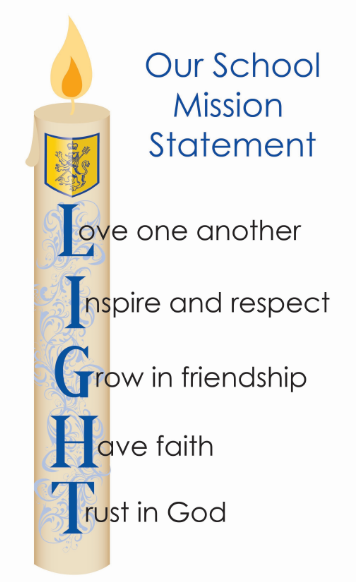 Our School
Mission
Statement
Love one another
Inspire and respect
Grow in friendship
Have faith
Trust in God